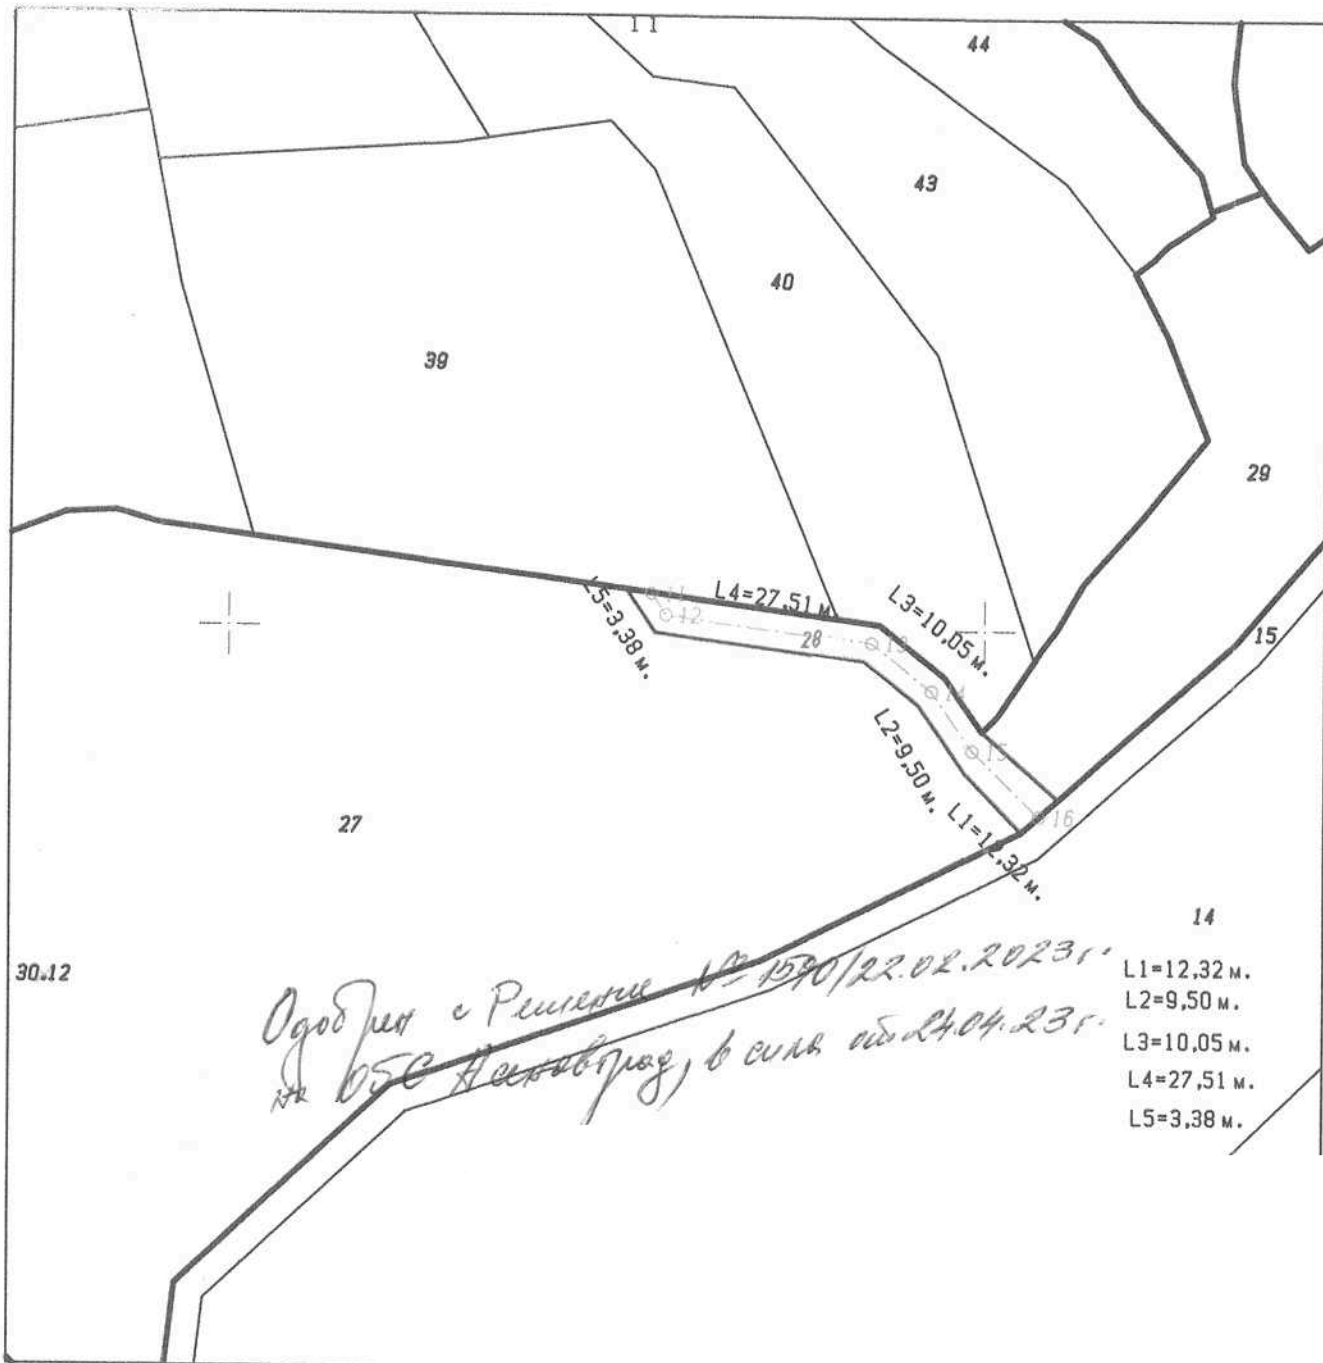 11
44
43
40
39
29
L5=3,38 м.
11
12
L4=27,51 м.
28
13
L3=10,05 м.
14
15
L2=9,50 м.
15
16
L1=12,32 м.
27
14
30.12
Одобрен с Решение № 1590/22.02.2023 г.
на ОбС Асеновград, в сила от 24.04.23 г.
L1=12,32 м.
L2=9,50 м.
L3=10,05 м.
L4=27,51 м.
L5=3,38 м.